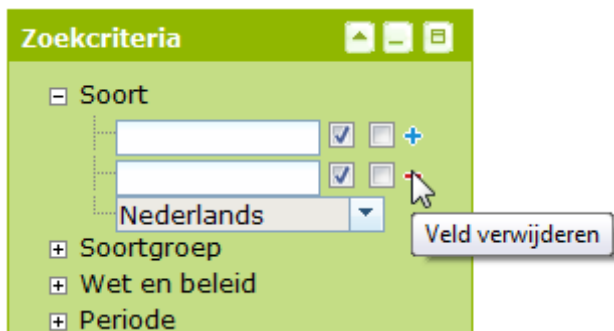 Zoekcriteria
Soort
Nederlands
Veld verwijderen
Soortgroep
Wet en beleid
Periode